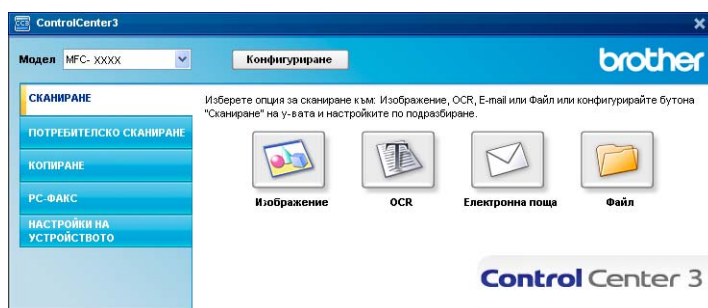 ControlCenter3
Модел MFC- XXXX Конфигуриране brother
СКАНИРАНЕ
ПОТРЕБИТЕЛСКО СКАНИРАНЕ
КОПИРАНЕ
РС-ФАКС
НАСТРОЙКИ НА
УСТРОЙСТВОТО
Изберете опция за сканиране към: Изображение, OCR, E-mail или Файл или конфигурирайте бутона
"Сканиране" на у-вата и настройките по подразбиране.
Изображение OCR Електронна поща Файл
Control Center 3